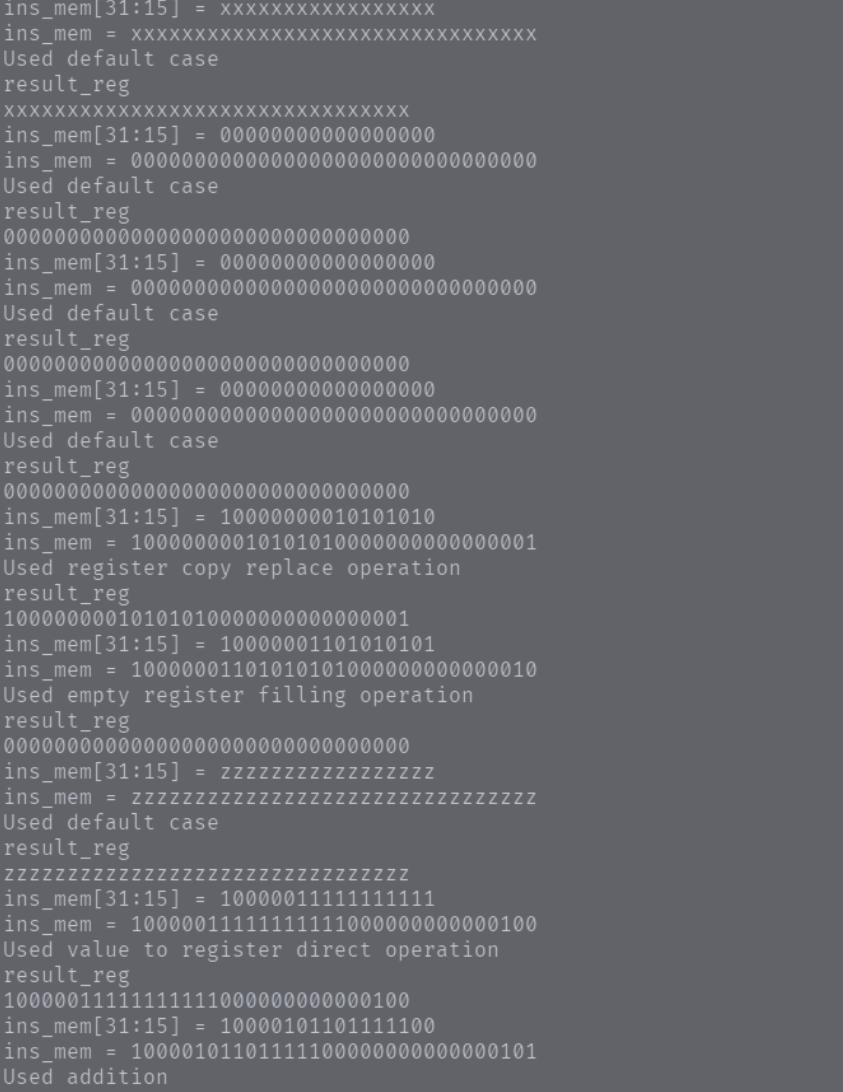 ins_mem[31:15] = xxxxxxxxxxxxxxxxx
ins_mem = xxxxxxxxxxxxxxxxxxxxxxxxxxxxxxxx
Used default case
result_reg
xxxxxxxxxxxxxxxxxxxxxxxxxxxxxxxx
ins_mem[31:15] = 00000000000000000
ins_mem = 00000000000000000000000000000000
Used default case
result_reg
00000000000000000000000000000000
ins_mem[31:15] = 00000000000000000
ins_mem = 00000000000000000000000000000000
Used default case
result_reg
00000000000000000000000000000000
ins_mem[31:15] = 00000000000000000
ins_mem = 00000000000000000000000000000000
Used default case
result_reg
00000000000000000000000000000000
ins_mem[31:15] = 10000000010101010
ins_mem = 10000000010101010000000000000001
Used register copy replace operation
result_reg
10000000010101010000000000000001
ins_mem[31:15] = 10000001101010101
ins_mem = 10000001101010101000000000000010
Used empty register filling operation
result_reg
00000000000000000000000000000000
ins_mem[31:15] = zzzzzzzzzzzzzzzzz
ins_mem = zzzzzzzzzzzzzzzzzzzzzzzzzzzzzzzz
Used default case
result_reg
zzzzzzzzzzzzzzzzzzzzzzzzzzzzzzzz
ins_mem[31:15] = 10000011111111111
ins_mem = 10000011111111111000000000000100
Used value to register direct operation
result_reg
10000011111111111000000000000100
ins_mem[31:15] = 10000101101111100
ins_mem = 10000101101111100000000000000101
Used addition